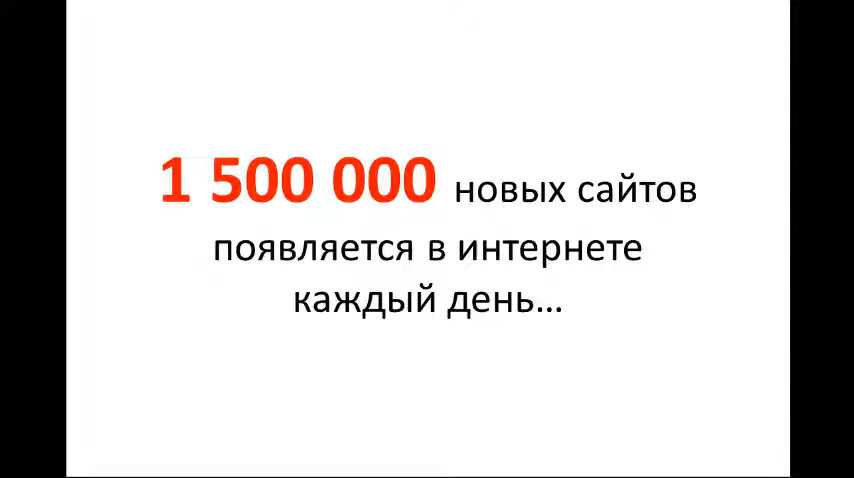 1 500 000 новых сайтов
появляется в интернете
каждый день...